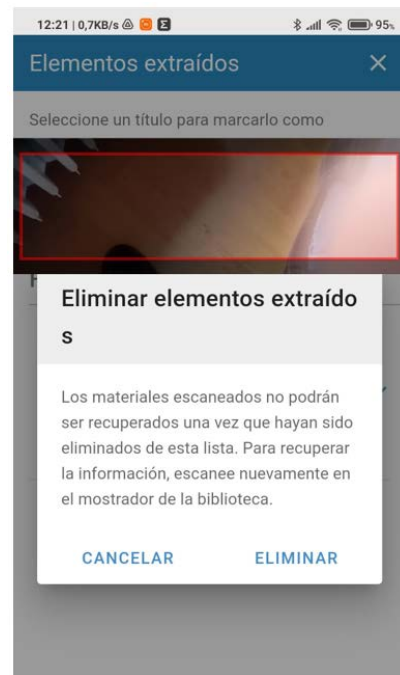 12:21 | 0,7KB/s 95%
Elementos extraídos
Seleccione un título para marcarlo como
Eliminar elementos extraído
s
Los materiales escaneados no podrán
ser recuperados una vez que hayan sido
eliminados de esta lista. Para recuperar
la información, escanee nuevamente en
el mostrador de la biblioteca.
CANCELAR ELIMINAR